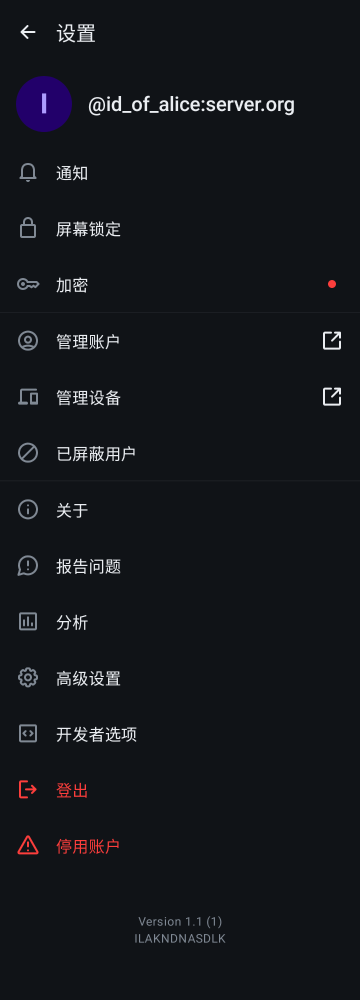 设置
I
@id_of_alice:server.org
通知
屏幕锁定
加密
管理账户
管理设备
已屏蔽用户
关于
报告问题
分析
高级设置
开发者选项
登出
停用账户
Version 1.1 (1)
ILAKNDNASDLK